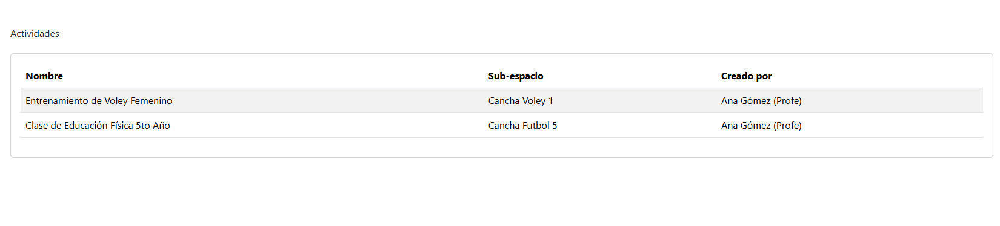 Actividades
Nombre Sub-espacio Creado por
Entrenamiento de Voley Femenino Cancha Voley 1 Ana Gómez (Profe)
Clase de Educación Física 5to Año Cancha Futbol 5 Ana Gómez (Profe)